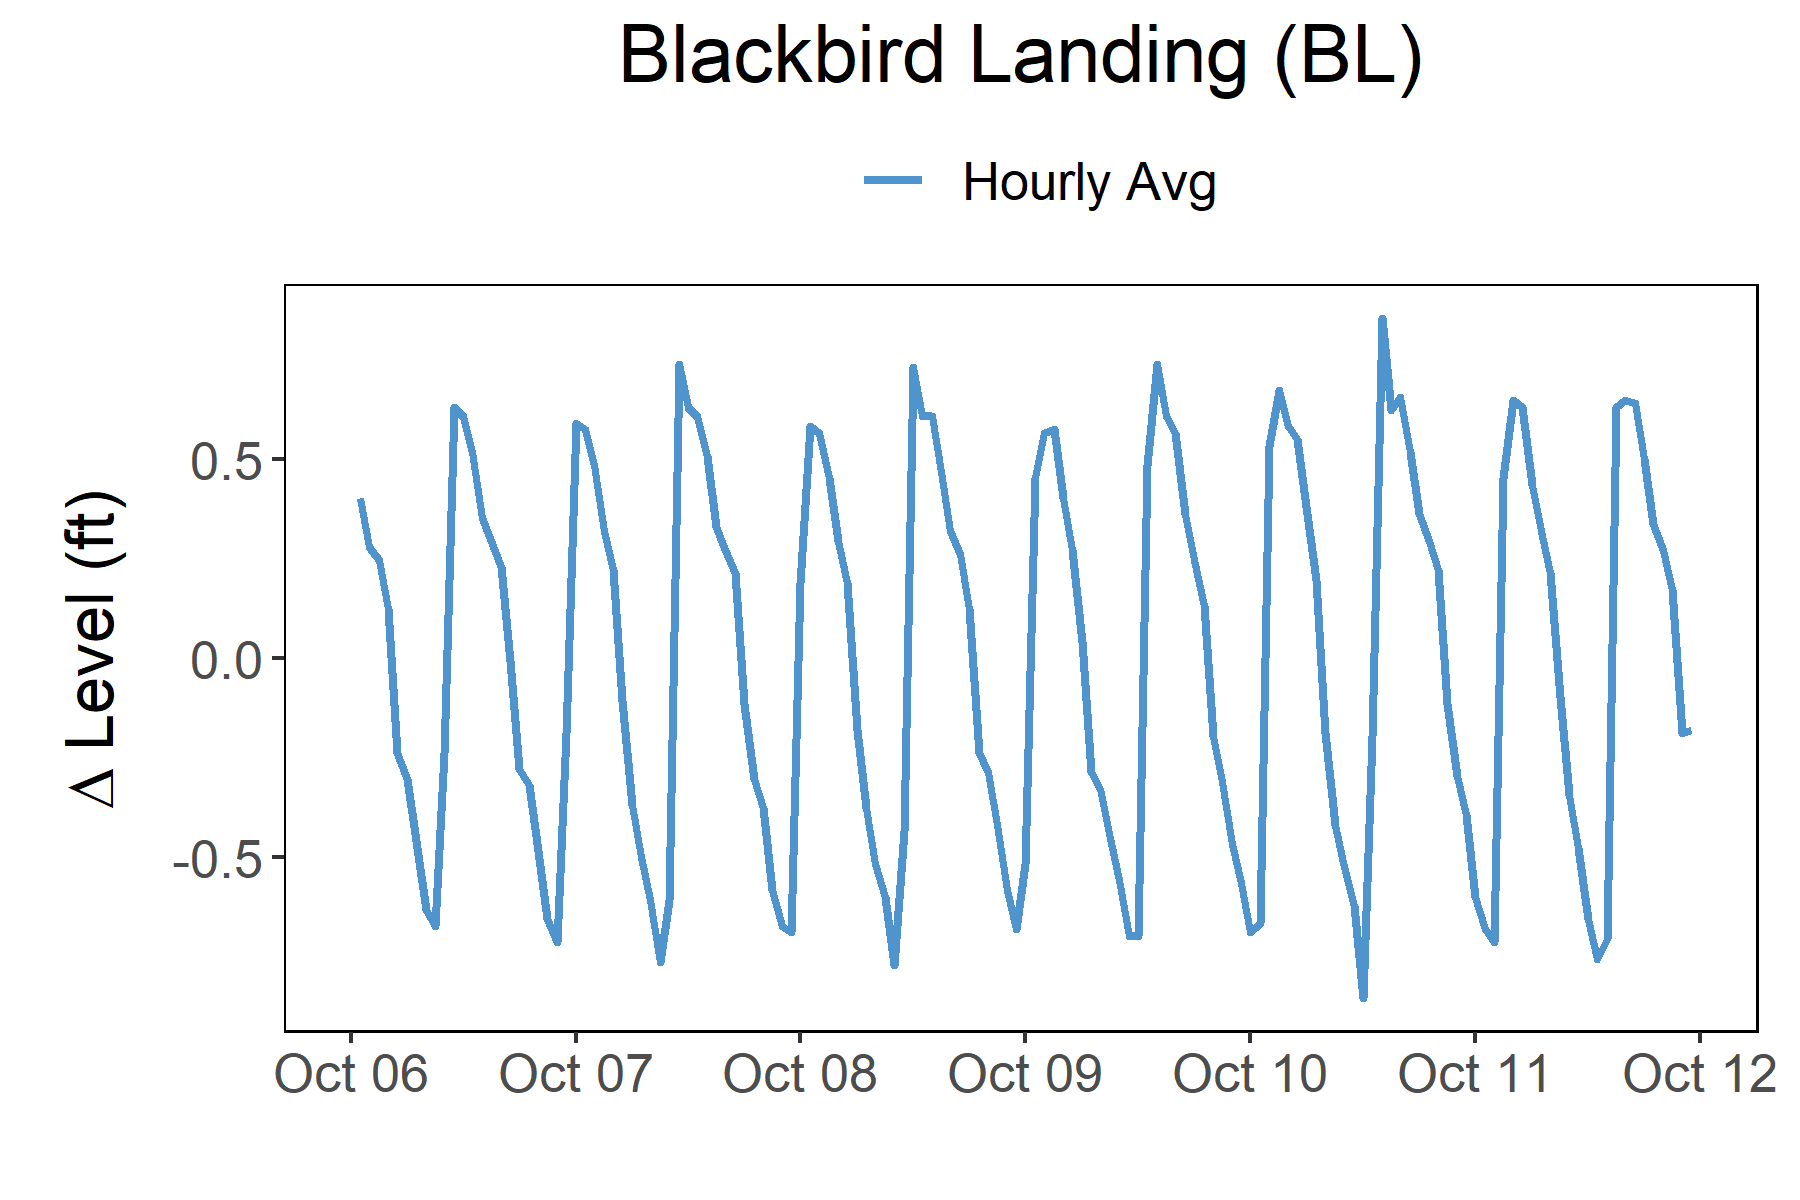 Blackbird Landing (BL)
Hourly Avg
Δ Level (ft)
0.5
0.0
-0.5
Oct 06 Oct 07 Oct 08 Oct 09 Oct 10 Oct 11 Oct 12